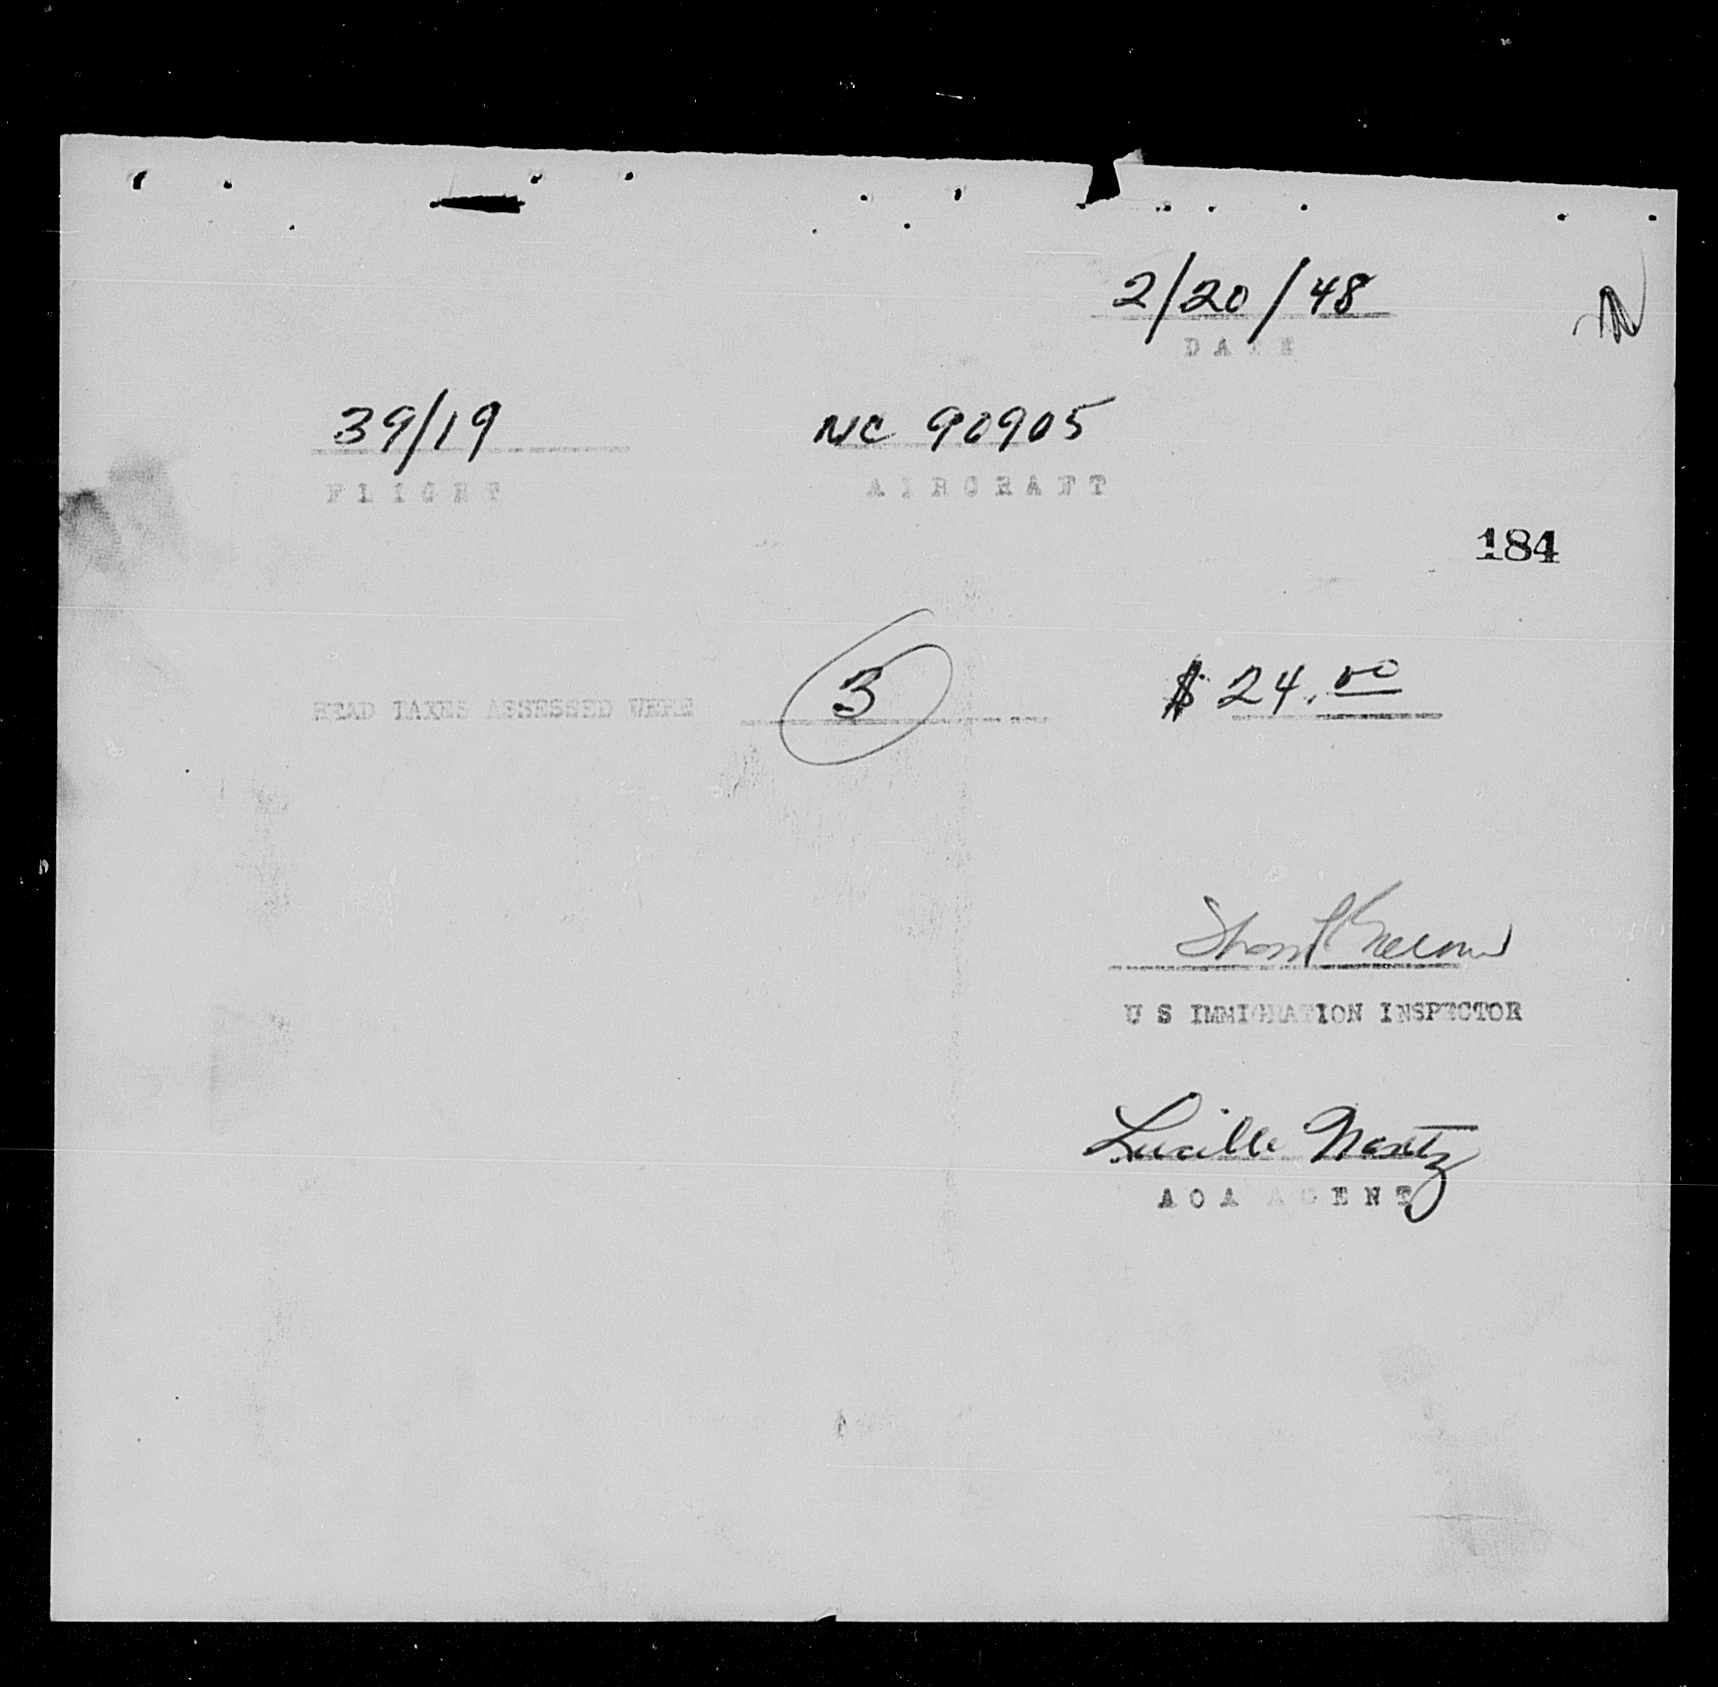 2/20/48
DATE
39/19 NC 90905
FLIGHT AIRCRAFT
184
HEAD TAXES ASSESSED WERE 3 $ 24.00
U S IMMIGRATION INSPECTOR
Lucille
AOA AGENT